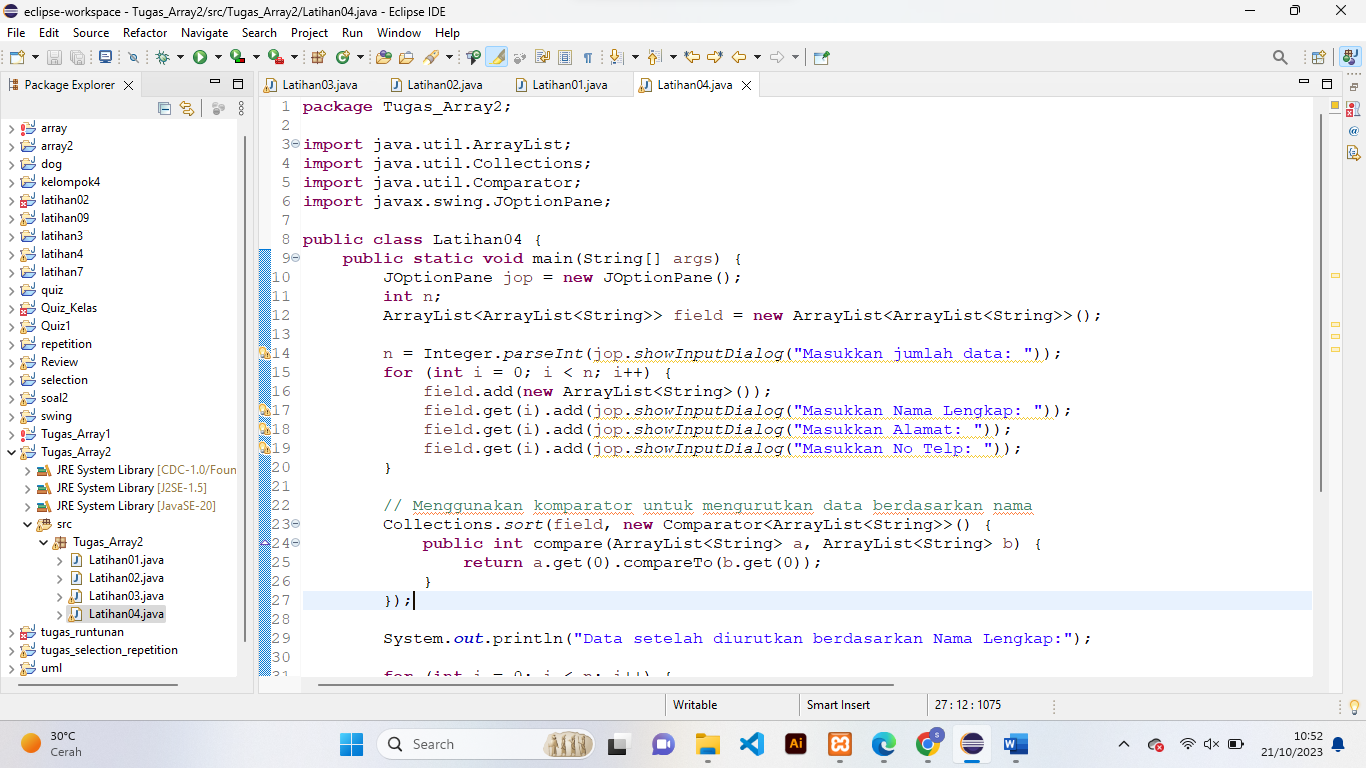 eclipse-workspace - Tugas_Array2/src/Tugas_Array2/Latihan04.java - Eclipse IDE
File Edit Source Refactor Navigate Search Project Run Window Help
Package Explorer
Latihan03.java Latihan02.java Latihan01.java Latihan04.java
array
array2
dog
kelompok4
latihan02
latihan09
latihan3
latihan4
latihan7
quiz
Quiz_Kelas
Quiz1
repetition
Review
selection
soal2
swing
Tugas_Array1
Tugas_Array2
JRE System Library [CDC-1.0/Foun
JRE System Library [J2SE-1.5]
JRE System Library [JavaSE-20]
src
Tugas_Array2
Latihan01.java
Latihan02.java
Latihan03.java
Latihan04.java
tugas_runtunan
tugas_selection_repetition
uml
1 package Tugas_Array2;
2
3 import java.util.ArrayList;
4 import java.util.Collections;
5 import java.util.Comparator;
6 import javax.swing.JOptionPane;
7
8 public class Latihan04 {
9 public static void main(String[] args) {
10 JOptionPane jop = new JOptionPane();
11 int n;
12 ArrayList<ArrayList<String>> field = new ArrayList<ArrayList<String>>();
13
14 n = Integer.parseInt(jop.showInputDialog("Masukkan jumlah data: "));
15 for (int i = 0; i < n; i++) {
16 field.add(new ArrayList<String>());
17 field.get(i).add(jop.showInputDialog("Masukkan Nama Lengkap: "));
18 field.get(i).add(jop.showInputDialog("Masukkan Alamat: "));
19 field.get(i).add(jop.showInputDialog("Masukkan No Telp: "));
20 }
21
22 // Menggunakan komparator untuk mengurutkan data berdasarkan nama
23 Collections.sort(field, new Comparator<ArrayList<String>>() {
24 public int compare(ArrayList<String> a, ArrayList<String> b) {
25 return a.get(0).compareTo(b.get(0));
26 }
27 });
28
29 System.out.println("Data setelah diurutkan berdasarkan Nama Lengkap:");
30
31 for (int i = 0; i < n; i++) {
Writable Smart Insert 27 : 12 : 1075
30°C
Cerah
Search
Ai
S
W
10:52
21/10/2023